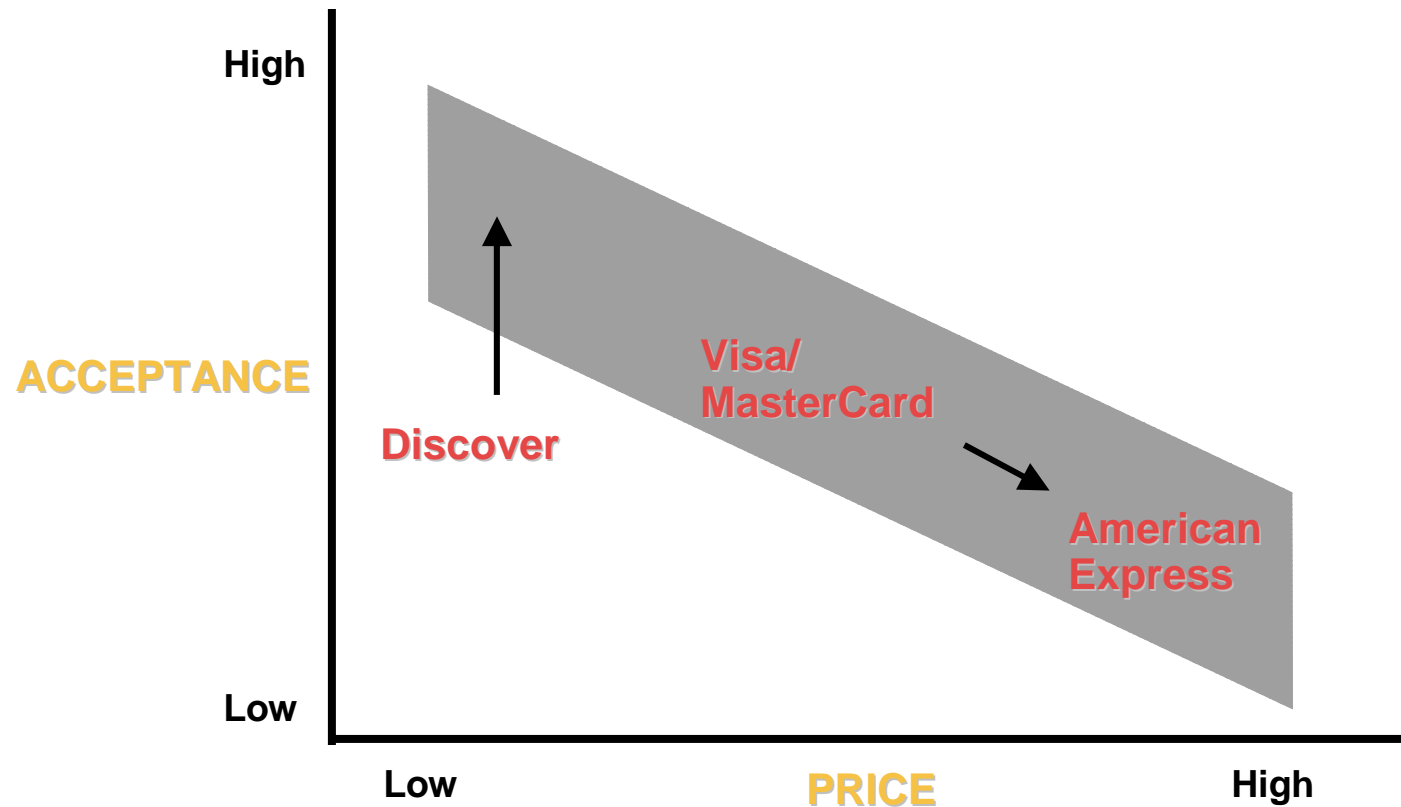 High
ACCEPTANCE
Visa/
MasterCard
Discover
American
Express
Low
Low
PRICE
High